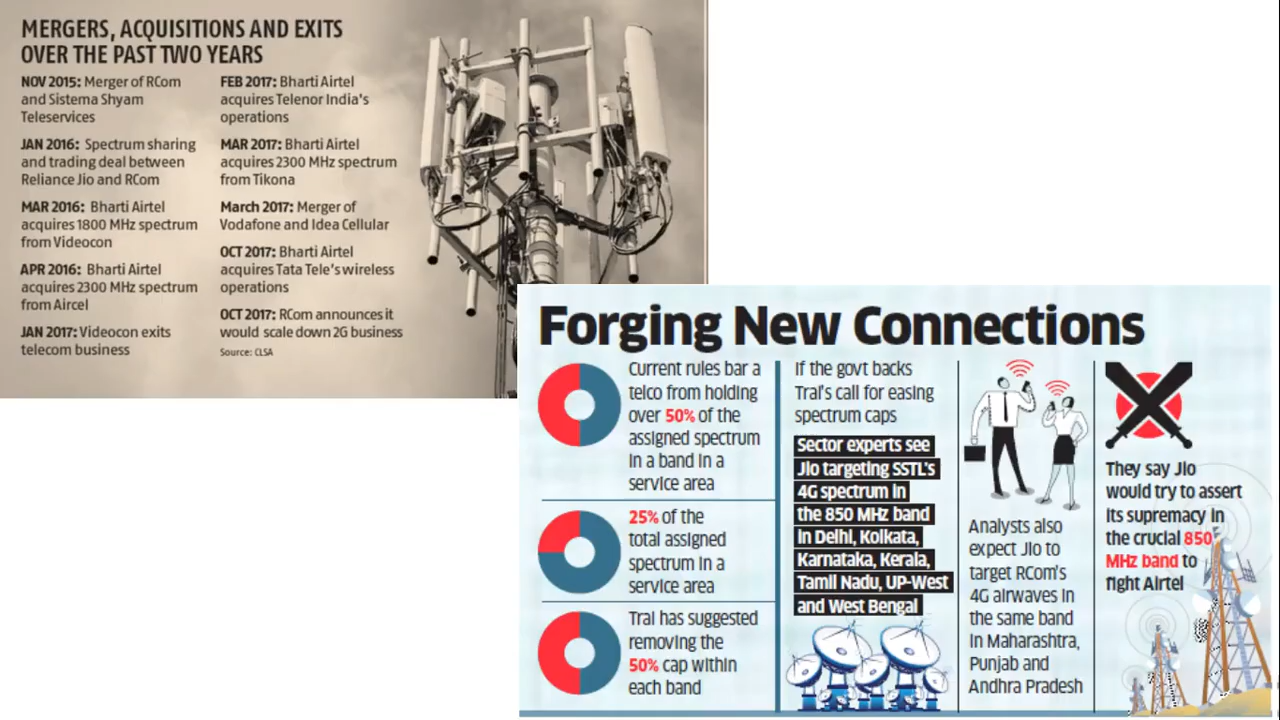 MERGERS, ACQUISITIONS AND EXITS
OVER THE PAST TWO YEARS
NOV 2015: Merger of RCom
and Sistema Shyam
Teleservices
JAN 2016: Spectrum sharing
and trading deal between
Reliance Jio and RCom
MAR 2016: Bharti Airtel
acquires 1800 MHz spectrum
from Videocon
APR 2016: Bharti Airtel
acquires 2300 MHz spectrum
from Aircel
JAN 2017: Videocon exits
telecom business
FEB 2017: Bharti Airtel
acquires Telenor India's
operations
MAR 2017: Bharti Airtel
acquires 2300 MHz spectrum
from Tikona
March 2017: Merger of
Vodafone and Idea Cellular
OCT 2017: Bharti Airtel
acquires Tata Tele's wireless
operations
OCT 2017: RCom announces it
would scale down 2G business
Source: CLSA
Forging New Connections
Current rules bar a
telco from holding
over 50% of the
assigned spectrum
in a band in a
service area
25% of the
total assigned
spectrum in a
service area
Trai has suggested
removing the
50% cap within
each band
If the govt backs
Trai's call for easing
spectrum caps
Sector experts see
Jio targeting SSTL's
4G spectrum in
the 850 MHz band
in Delhi, Kolkata,
Karnataka, Kerala,
Tamil Nadu, UP-West
and West Bengal
Analysts also
expect Jio to
target RCom's
4G airwaves in
the same band
in Maharashtra,
Punjab and
Andhra Pradesh
They say Jio
would try to assert
its supremacy in
the crucial 850
MHz band to
fight Airtel